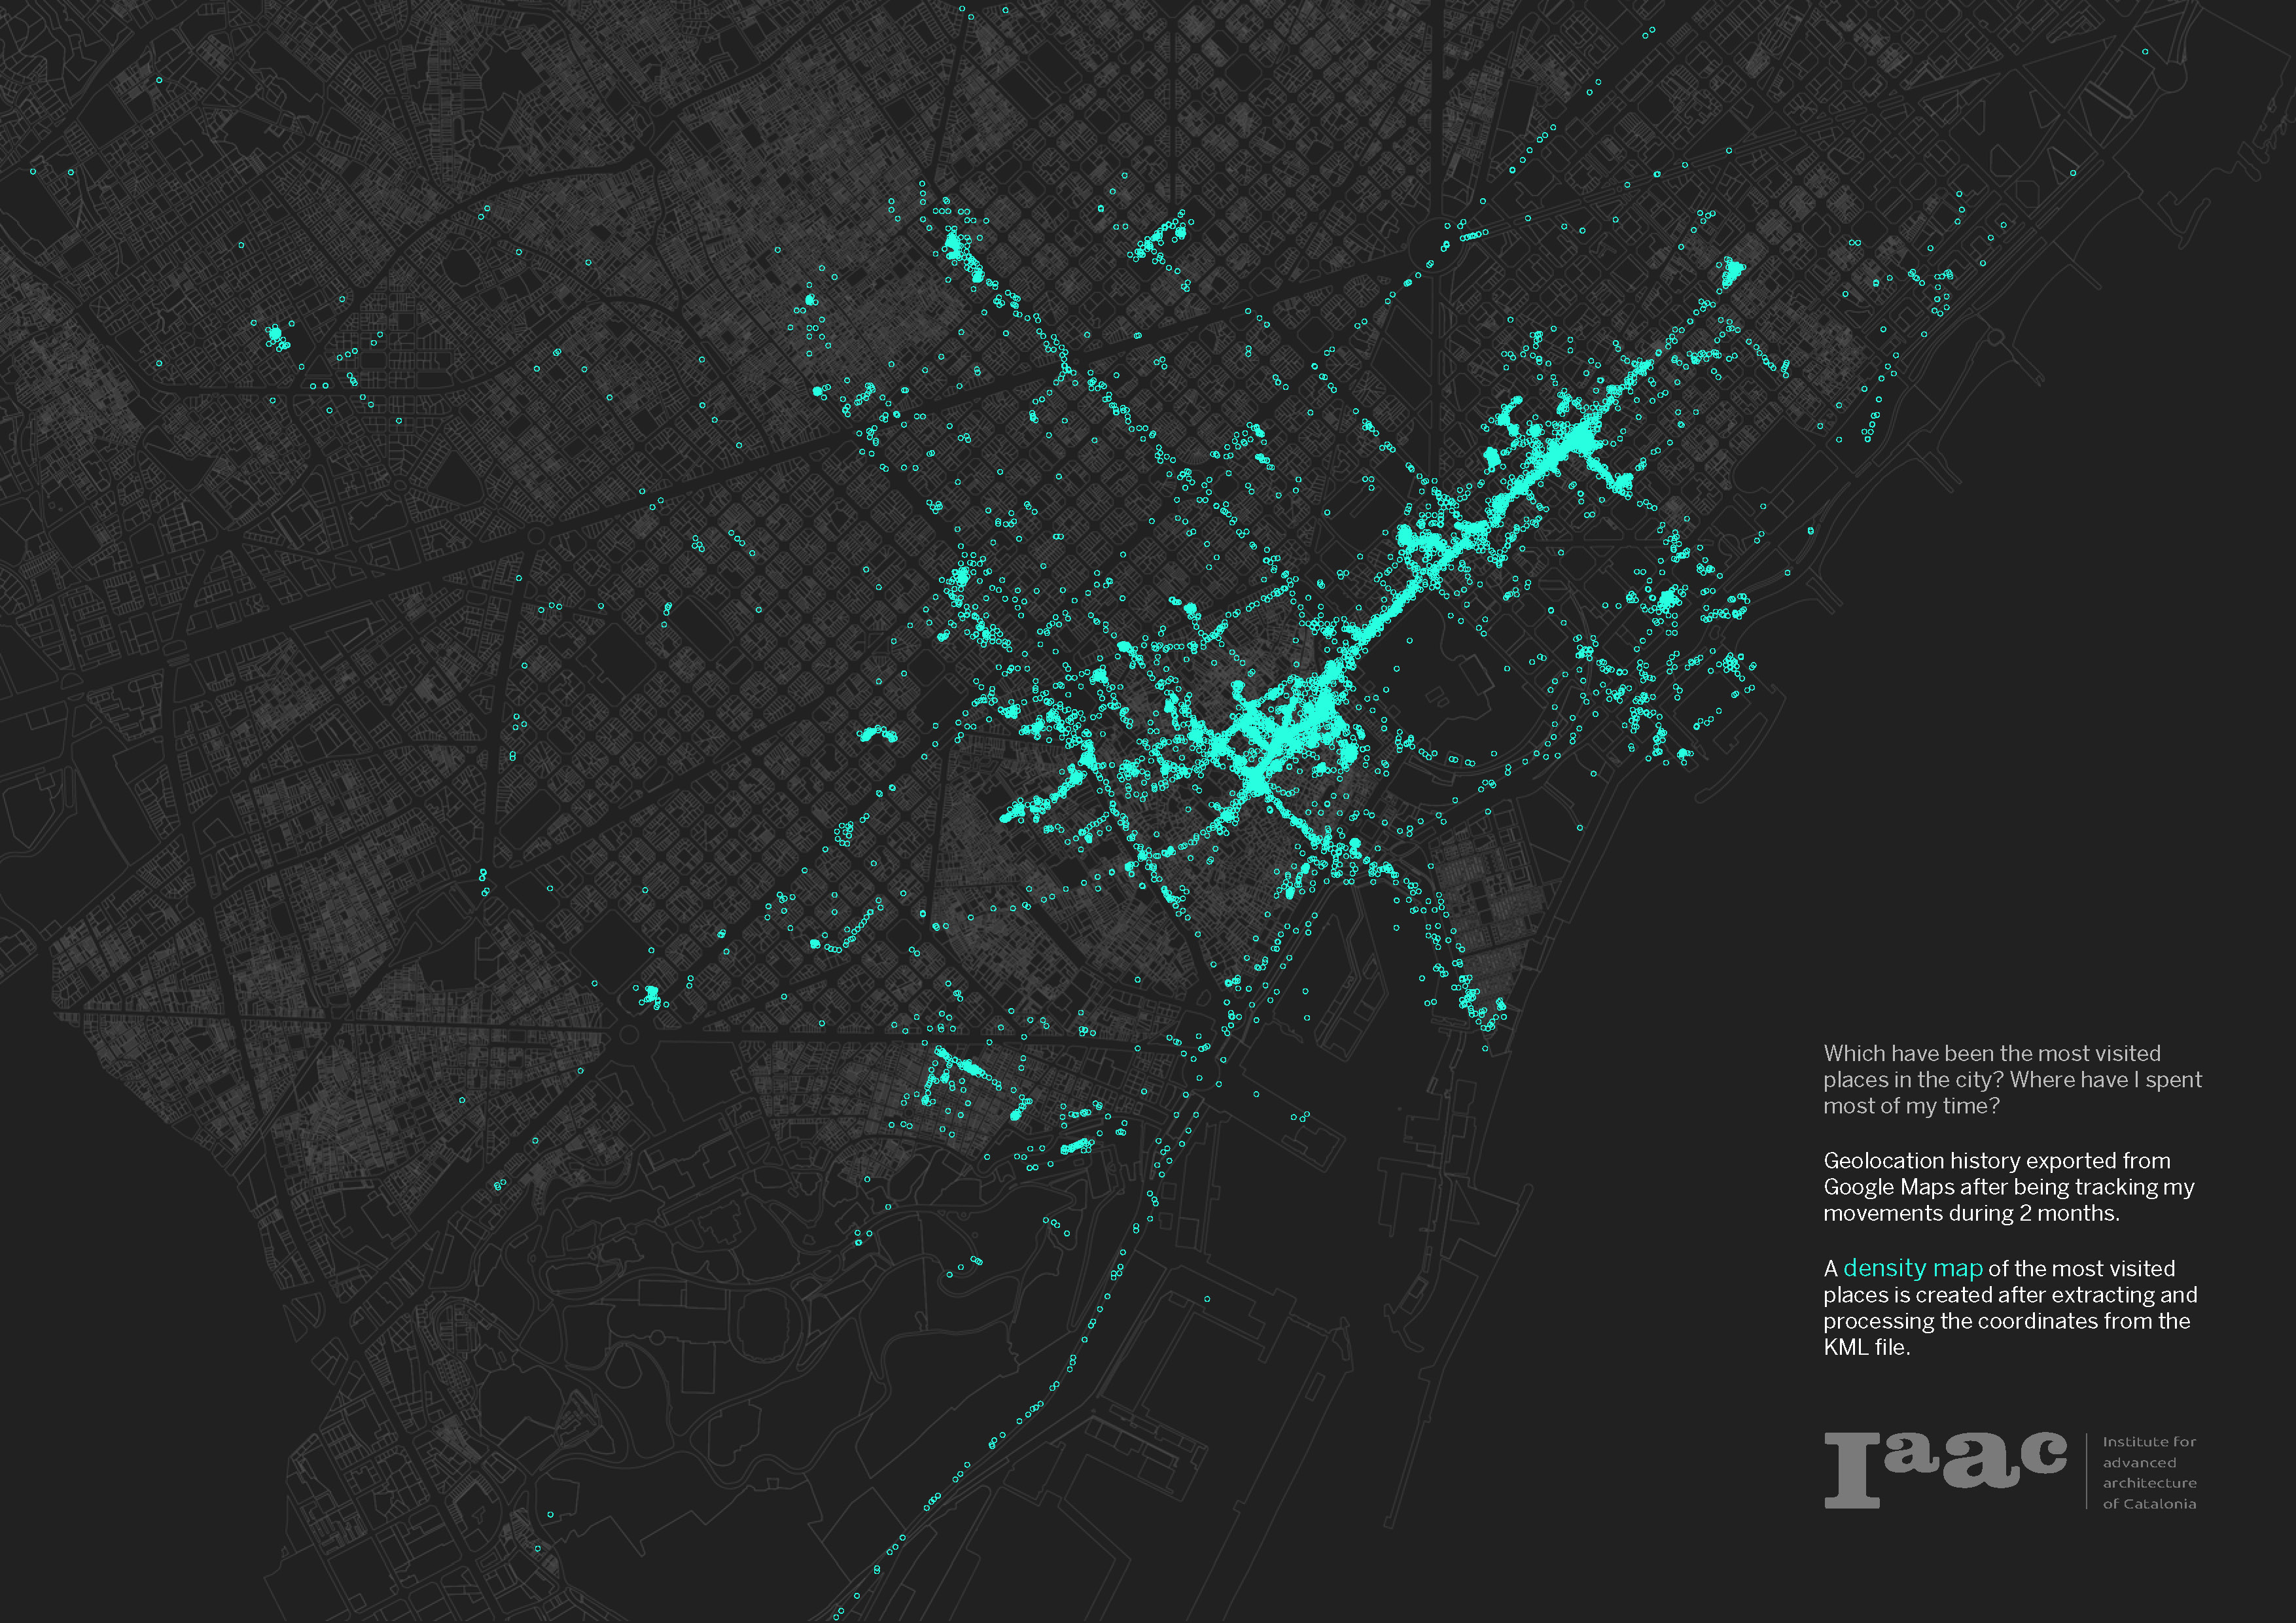 Which have been the most visited
places in the city? Where have I spent
most of my time?
Geolocation history exported from
Google Maps after being tracking my
movements during 2 months.
A density map of the most visited
places is created after extracting and
processing the coordinates from the
KML file.
Iaac
Institute for
advanced
architecture
of Catalonia